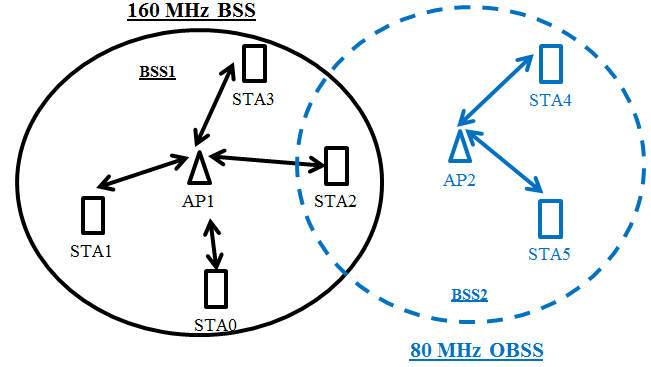 160 MHz BSS
BSS1
STA3
STA4
AP1
STA2
AP2
STA1
STA5
BSS2
STA0
80 MHz OBSS